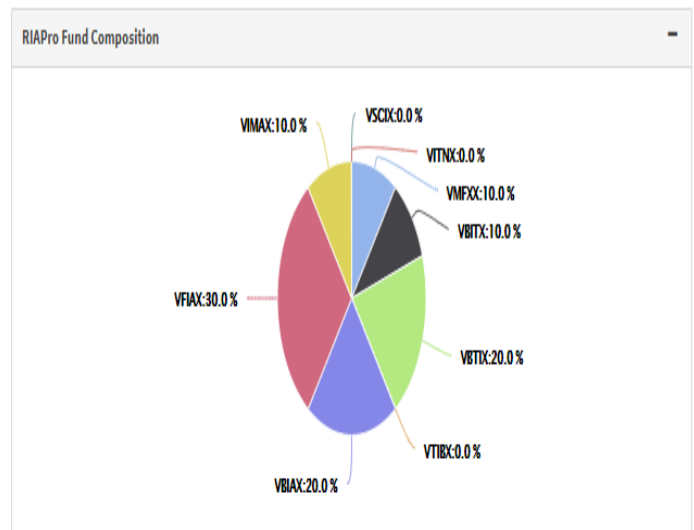 RIAPro Fund Composition
VSCIX:0.0 %
VIMAX:10.0 %
VITNX:0.0 %
VMFXX:10.0 %
VBITX:10.0 %
VFIAX:30.0 %
VBTIX:20.0 %
VTIBX:0.0 %
VBIAX:20.0 %